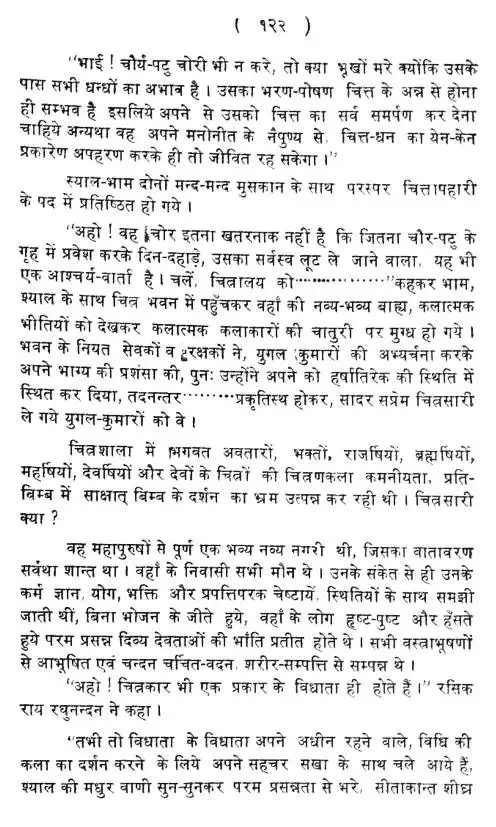 ( १२२ )
"भाई ! चौर्य-पटु चोरी भी न करे, तो क्या भूखों मरे क्योंकि उसके
पास सभी धन्धों का अभाव है । उसका भरण-पोषण चित्त के अन्न से होना
ही सम्भव है इसलिये अपने से उसको चित्त का सर्व समर्पण कर देना
चाहिये अन्यथा वह अपने मनोनीत के नैपुण्य से, चित्त-धन का येन-केन
प्रकारेण अपहरण करके ही तो जीवित रह सकेगा ।"
स्याल-भाम दोनों मन्द-मन्द मुसकान के साथ परस्पर चित्तापहारी
के पद में प्रतिष्ठित हो गये ।
"अहो ! वह चोर इतना खतरनाक नहीं है कि जितना चौर-पटु के
गृह में प्रवेश करके दिन-दहाड़े, उसका सर्वस्व लूट ले जाने वाला, यह भी
एक आश्चर्य-वार्ता है । चलें, चित्रालय को··················"कहकर भाम,
श्याल के साथ चित्र भवन में पहुँचकर वहाँ की नव्य-भव्य बाह्य, कलात्मक
भीतियों को देखकर कलात्मक कलाकारों की चातुरी पर मुग्ध हो गये ।
भवन के नियत सेवकों व रक्षकों ने, युगल कुमारों की अभ्यर्चना करके
अपने भाग्य की प्रशंसा की, पुनः उन्होंने अपने को हर्षातिरेक की स्थिति में
स्थित कर दिया, तदनन्तर·········प्रकृतिस्थ होकर, सादर सप्रेम चित्रसारी
ले गये युगल-कुमारों को वे ।
चित्रशाला में भगवत अवतारों, भक्तों, राजर्षियों, ब्रह्मर्षियों,
महर्षियों, देवर्षियों और देवों के चित्रों की चित्रणकला कमनीयता, प्रति-
विम्ब में साक्षात् बिम्ब के दर्शन का भ्रम उत्पन्न कर रही थी । चित्रसारी
क्या ?
वह महापुरुषों से पूर्ण एक भव्य नव्य नगरी थी, जिसका वातावरण
सर्वथा शान्त था । वहाँ के निवासी सभी मौन थे । उनके संकेत से ही उनके
कर्म ज्ञान, योग, भक्ति और प्रपत्तिपरक चेष्टायें, स्थितियों के साथ समझी
जाती थीं, बिना भोजन के जीते हुये, वहाँ के लोग हृष्ट-पुष्ट और हँसते
हुये परम प्रसन्न दिव्य देवताओं की भाँति प्रतीत होते थे । सभी वस्त्राभूषणों
से आभूषित एवं चन्दन चर्चित-वदन, शरीर-सम्पत्ति से सम्पन्न थे ।
"अहो ! चित्रकार भी एक प्रकार के विधाता ही होते हैं ।" रसिक
राय रघुनन्दन ने कहा ।
"तभी तो विधाता के विधाता अपने अधीन रहने वाले, विधि की
कला का दर्शन करने के लिये अपने सहचर सखा के साथ चले आये हैं,
श्याल की मधुर वाणी सुन-सुनकर परम प्रसन्नता से भरे, सीताकान्त शीघ्र